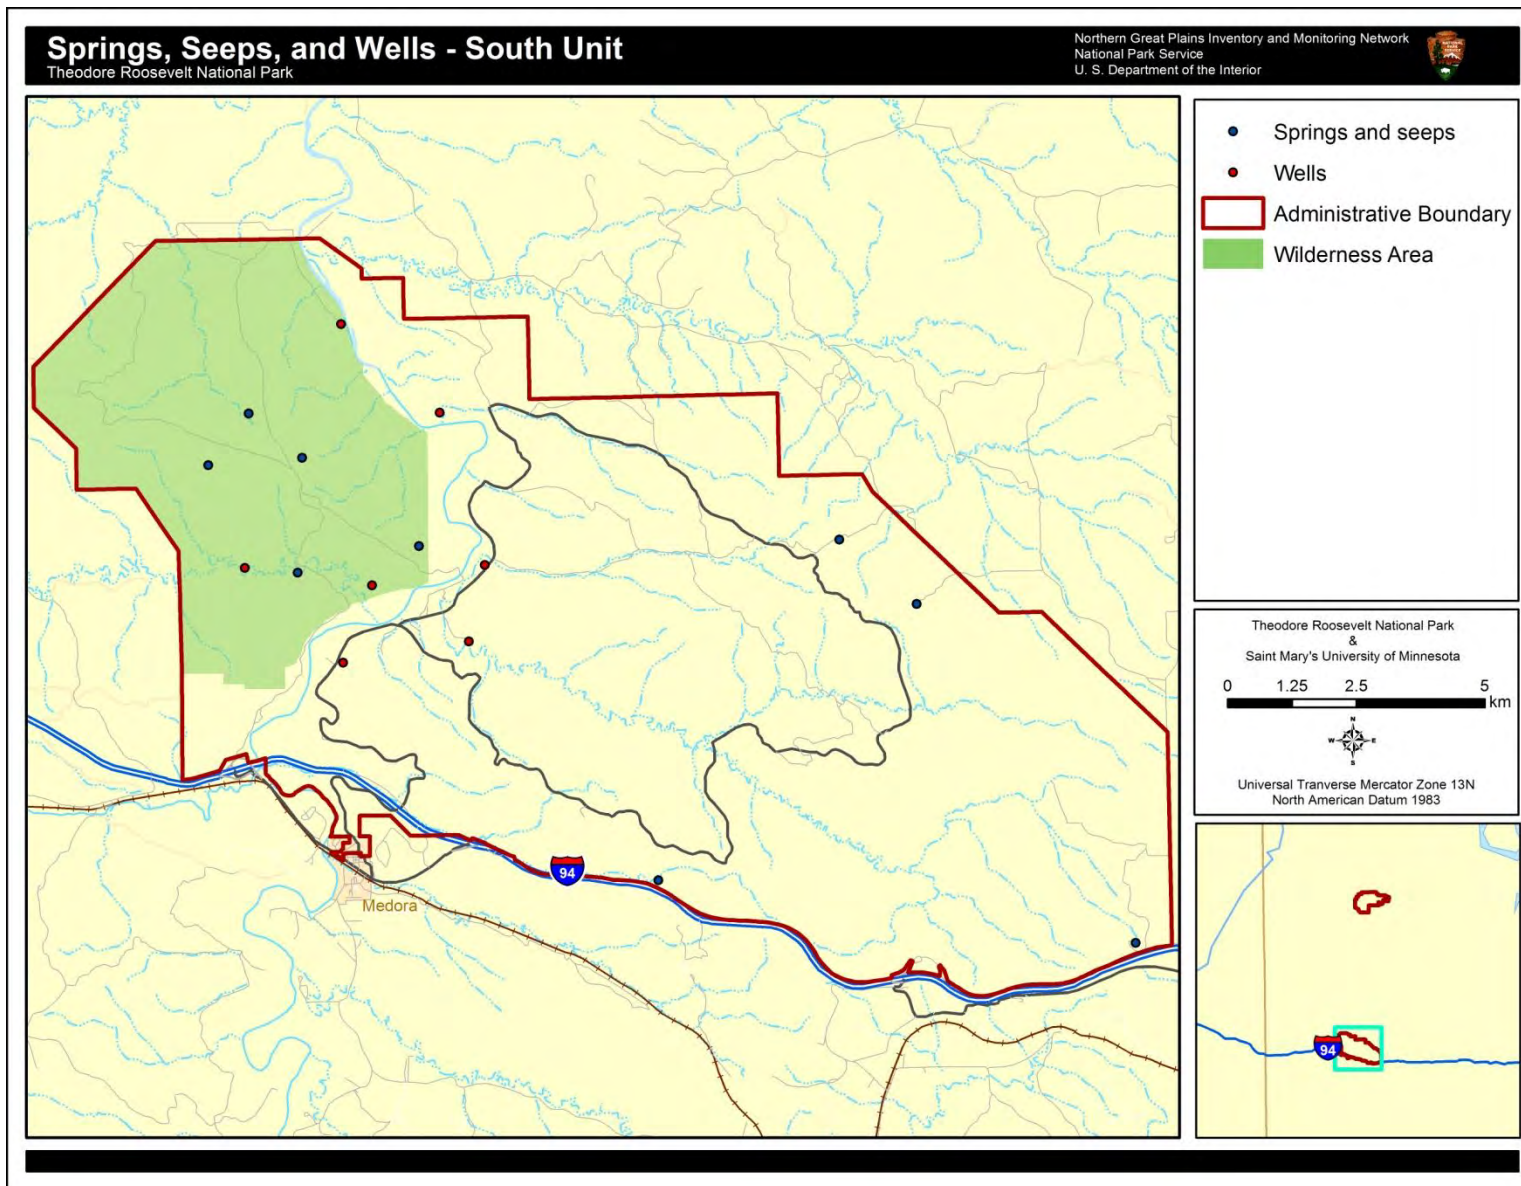 Springs, Seeps, and Wells - South Unit
Theodore Roosevelt National Park
Northern Great Plains Inventory and Monitoring Network
National Park Service
U. S. Department of the Interior
Springs and seeps
Wells
Administrative Boundary
Wilderness Area
Theodore Roosevelt National Park
&
Saint Mary's University of Minnesota
0 1.25 2.5 5
km
N
W E
S
Universal Tranverse Mercator Zone 13N
North American Datum 1983
94
Medora
94